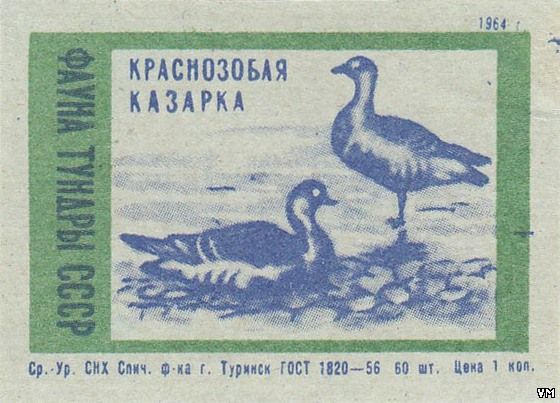 1964 г.
ФАУНА ТУНДРЫ СССР
КРАСНОЗОБАЯ
КАЗАРКА
Ср.-Ур. СНХ Спич. ф-ка г. Туринск ГОСТ 1820—56 60 шт. Цена 1 коп.
VM